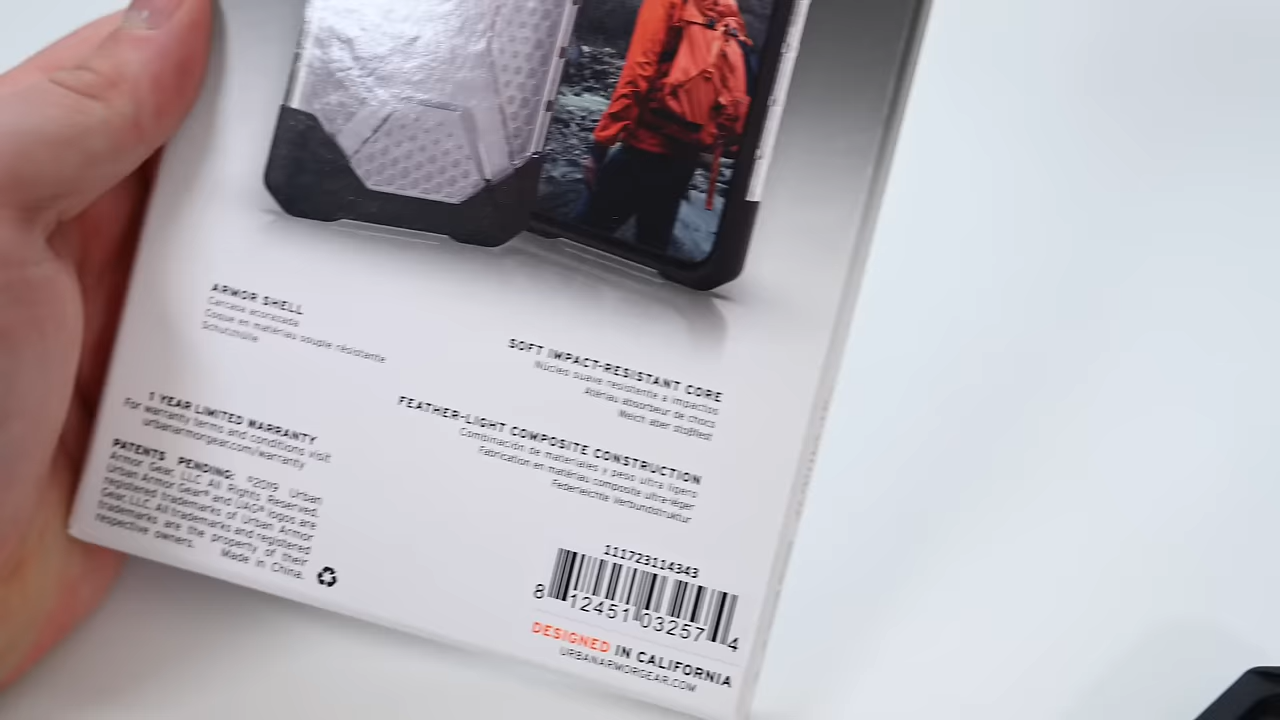 ARMOR SHELL
Carcasa acorazada
Coque en matériau souple résistante
Schutzhülle
SOFT IMPACT-RESISTANT CORE
Núcleo suave resistente a impactos
Atériau absorbeur de chocs
Weich aber stoßfest
FEATHER-LIGHT COMPOSITE CONSTRUCTION
Combinación de materiales y peso ultra ligero
Fabrication en matériau composite ultra-léger
Federleichte Verbundstruktur
1 YEAR LIMITED WARRANTY
For warranty terms and conditions visit
urbanarmorgear.com/warranty
PATENTS PENDING: ©2019 Urban
Armor Gear, LLC. All Rights Reserved.
Urban Armor Gear® and UAG® logos are
registered trademarks of Urban Armor
Gear, LLC. All trademarks and registered
trademarks are the property of their
respective owners. Made in China.
111723114343
8 12451 03257 4
DESIGNED IN CALIFORNIA
URBANARMORGEAR.COM